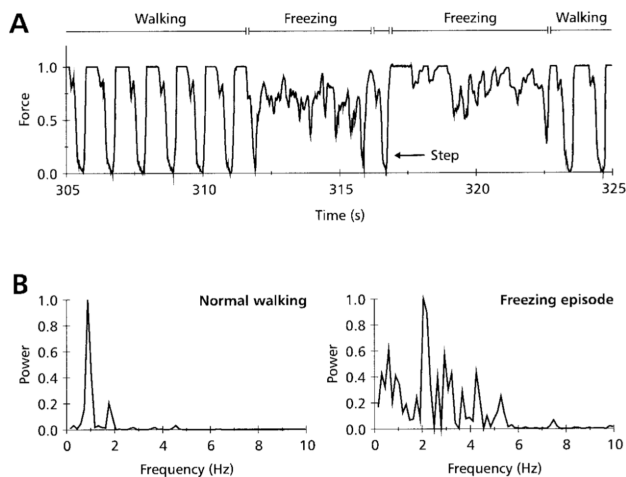 A
Walking Freezing Freezing Walking
Force
1.0
0.5
0.0
Step
305 310 315 320 325
Time (s)
B
Normal walking
Power
1.0
0.8
0.6
0.4
0.2
0.0
0 2 4 6 8 10
Frequency (Hz)
Freezing episode
Power
1.0
0.8
0.6
0.4
0.2
0.0
0 2 4 6 8 10
Frequency (Hz)